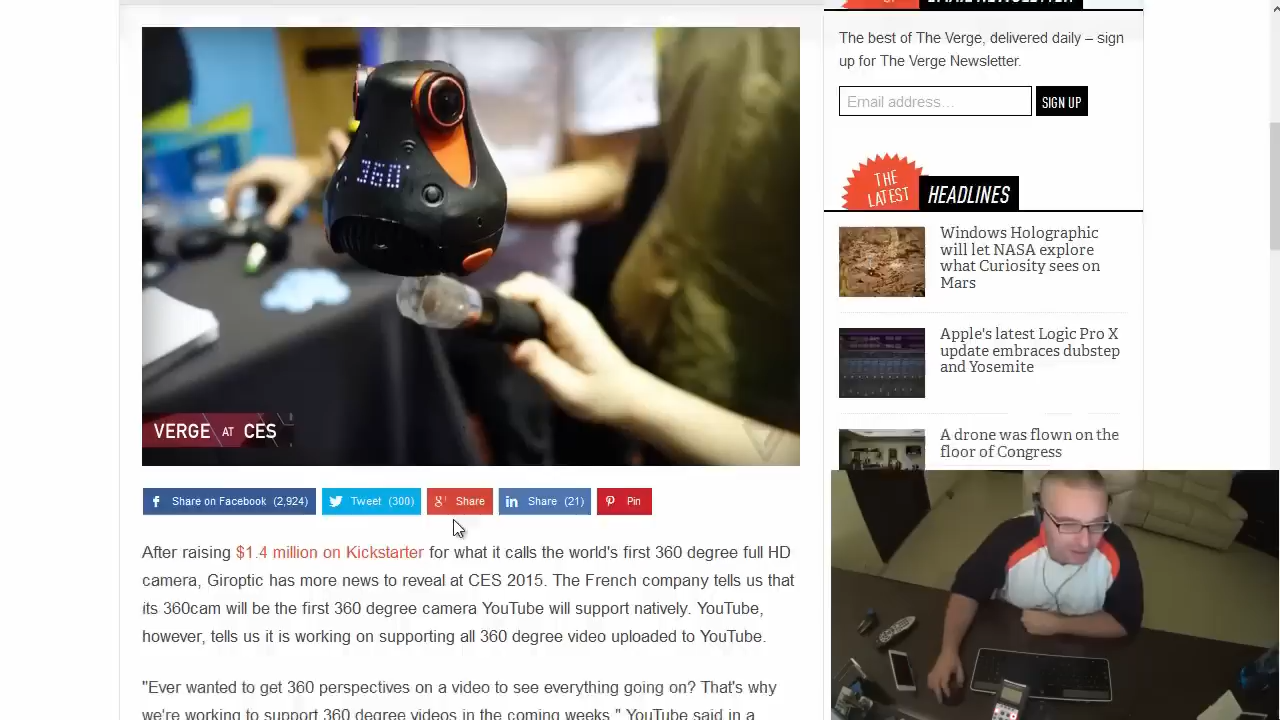 360°
VERGE AT CES
Share on Facebook (2,924)
Tweet (300)
Share
Share (21)
Pin
After raising $1.4 million on Kickstarter for what it calls the world's first 360 degree full HD
camera, Giroptic has more news to reveal at CES 2015. The French company tells us that
its 360cam will be the first 360 degree camera YouTube will support natively. YouTube,
however, tells us it is working on supporting all 360 degree video uploaded to YouTube.
"Ever wanted to get 360 perspectives on a video to see everything going on? That's why
we're working to support 360 degree videos in the coming weeks," YouTube said in a
EMAIL NEWSLETTER
The best of The Verge, delivered daily – sign
up for The Verge Newsletter.
Email address…
SIGN UP
THE
LATEST
HEADLINES
Windows Holographic
will let NASA explore
what Curiosity sees on
Mars
Apple's latest Logic Pro X
update embraces dubstep
and Yosemite
A drone was flown on the
floor of Congress